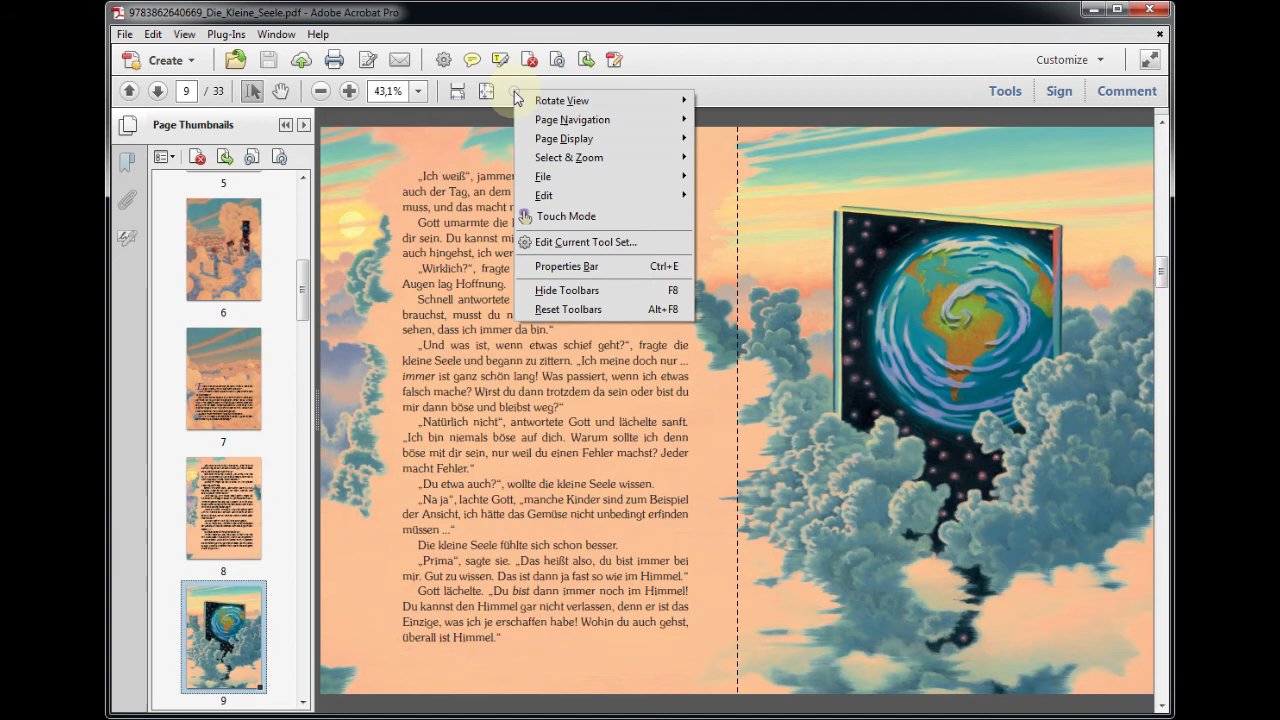 9783862640669_Die_Kleine_Seele.pdf - Adobe Acrobat Pro
File Edit View Plug-Ins Window Help
Create
Customize
9 / 33
43,1%
Tools Sign Comment
Page Thumbnails
5
6
7
8
9
Rotate View
Page Navigation
Page Display
Select & Zoom
File
Edit
Touch Mode
Edit Current Tool Set...
Properties Bar Ctrl+E
Hide Toolbars F8
Reset Toolbars Alt+F8
„Ich weiß“, jammer
auch der Tag, an dem
muss, und das macht
Gott umarmte die
dir sein. Du kannst mi
auch hingehst, ich wer
„Wirklich?“, fragte
Augen lag Hoffnung.
Schnell antwortete
brauchst, musst du
sehen, dass ich immer da bin.“
„Und was ist, wenn etwas schief geht?“, fragte die
kleine Seele und begann zu zittern. „Ich meine doch nur ...
immer ist ganz schön lang! Was passiert, wenn ich etwas
falsch mache? Wirst du dann trotzdem da sein oder bist du
mir dann böse und bleibst weg?“
„Natürlich nicht“, antwortete Gott und lächelte sanft.
„Ich bin niemals böse auf dich. Warum sollte ich denn
böse mit dir sein, nur weil du einen Fehler machst? Jeder
macht Fehler.“
„Du etwa auch?“, wollte die kleine Seele wissen.
„Na ja“, lachte Gott, „manche Kinder sind zum Beispiel
der Ansicht, ich hätte das Gemüse nicht unbedingt erfinden
müssen ...“
Die kleine Seele fühlte sich schon besser.
„Prima“, sagte sie. „Das heißt also, du bist immer bei
mir. Gut zu wissen. Das ist dann ja fast so wie im Himmel.“
Gott lächelte. „Du bist dann immer noch im Himmel!
Du kannst den Himmel gar nicht verlassen, denn er ist das
Einzige, was ich je erschaffen habe! Wohin du auch gehst,
überall ist Himmel.“